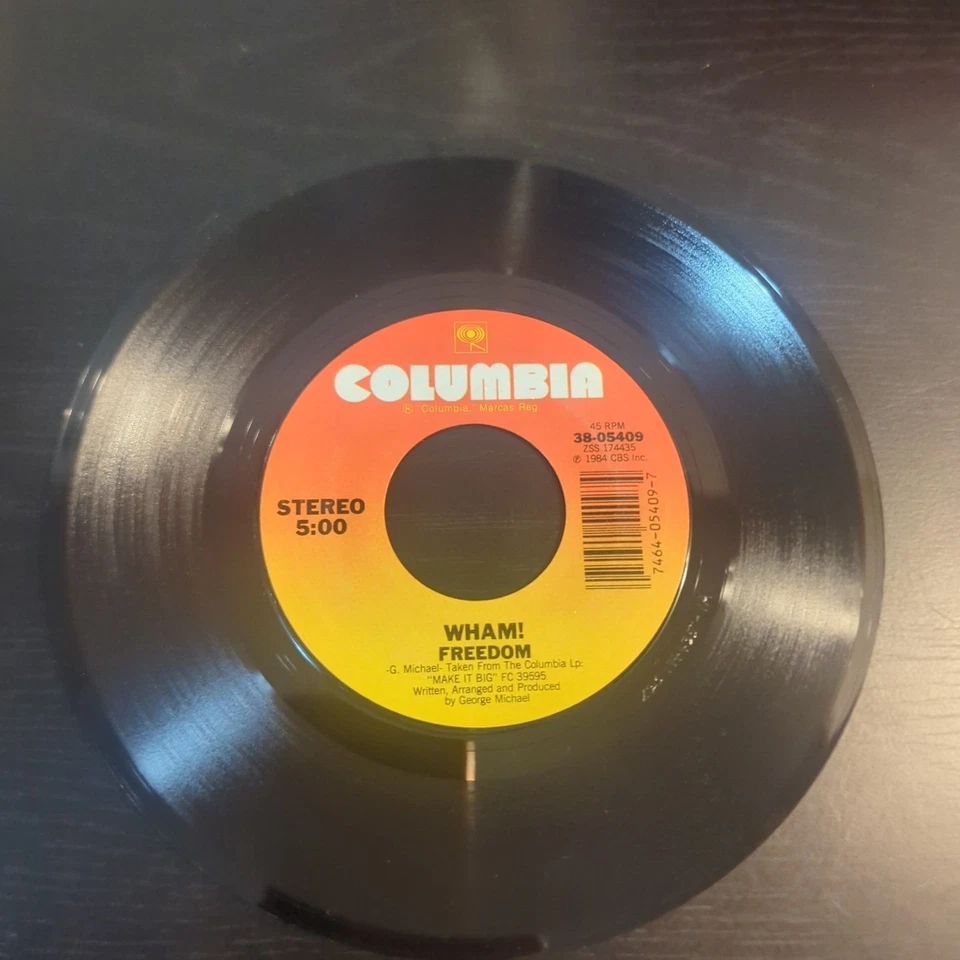 COLUMBIA
® "Columbia," Marcas Reg.
45 RPM
38-05409
ZSS 174435
℗ 1984 CBS Inc.
7464-05409-7
STEREO
5:00
WHAM!
FREEDOM
-G. Michael- Taken From The Columbia Lp:
"MAKE IT BIG" FC 39595
Written, Arranged and Produced
by George Michael